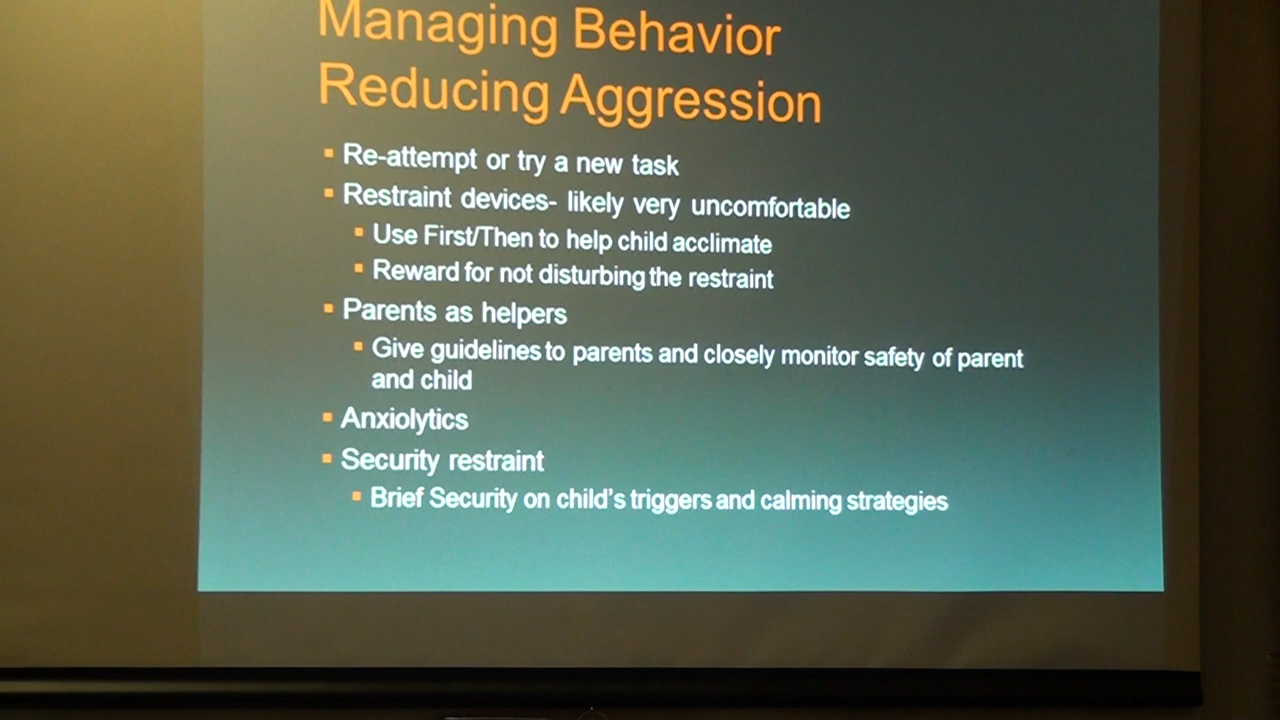 Managing Behavior
Reducing Aggression
▪ Re-attempt or try a new task
▪ Restraint devices- likely very uncomfortable
▪ Use First/Then to help child acclimate
▪ Reward for not disturbing the restraint
▪ Parents as helpers
▪ Give guidelines to parents and closely monitor safety of parent
and child
▪ Anxiolytics
▪ Security restraint
▪ Brief Security on child's triggers and calming strategies